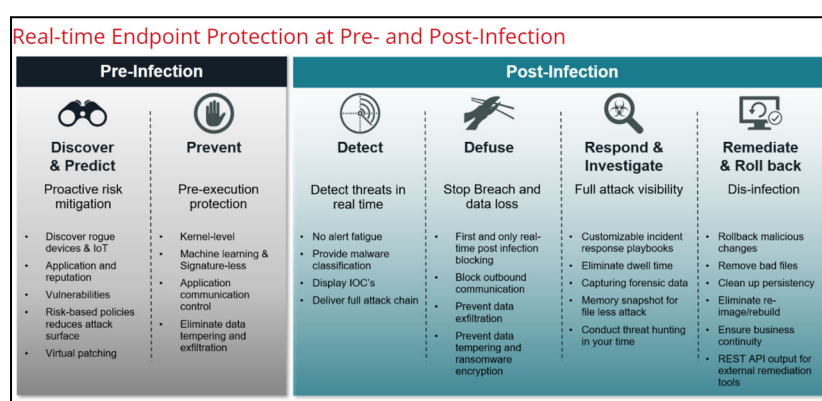 Real-time Endpoint Protection at Pre- and Post-Infection
Pre-Infection
Discover
& Predict
Proactive risk
mitigation
• Discover rogue
devices & IoT
• Application and
reputation
• Vulnerabilities
• Risk-based policies
reduces attack
surface
• Virtual patching
Prevent
Pre-execution
protection
• Kernel-level
• Machine learning &
Signature-less
• Application
communication
control
• Eliminate data
tempering and
exfiltration
Post-Infection
Detect
Detect threats in
real time
• No alert fatigue
• Provide malware
classification
• Display IOC's
• Deliver full attack chain
Defuse
Stop Breach and
data loss
• First and only real-
time post infection
blocking
• Block outbound
communication
• Prevent data
exfiltration
• Prevent data
tempering and
ransomware
encryption
Respond &
Investigate
Full attack visibility
• Customizable incident
response playbooks
• Eliminate dwell time
• Capturing forensic data
• Memory snapshot for
file less attack
• Conduct threat hunting
in your time
Remediate
& Roll back
Dis-infection
• Rollback malicious
changes
• Remove bad files
• Clean up persistency
• Eliminate re-
image/rebuild
• Ensure business
continuity
• REST API output for
external remediation
tools